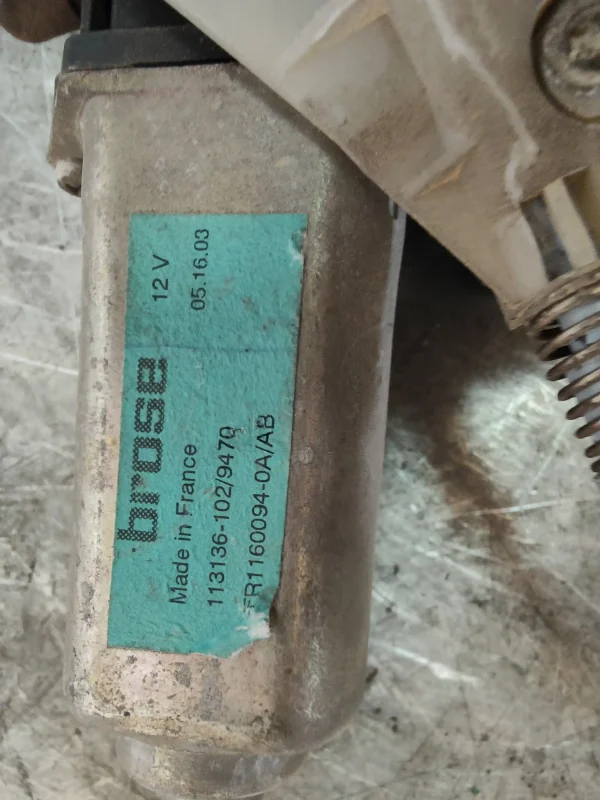 brose
12 V
Made in France
05.16.03
113136-102/9470
FR1160094-0A/AB